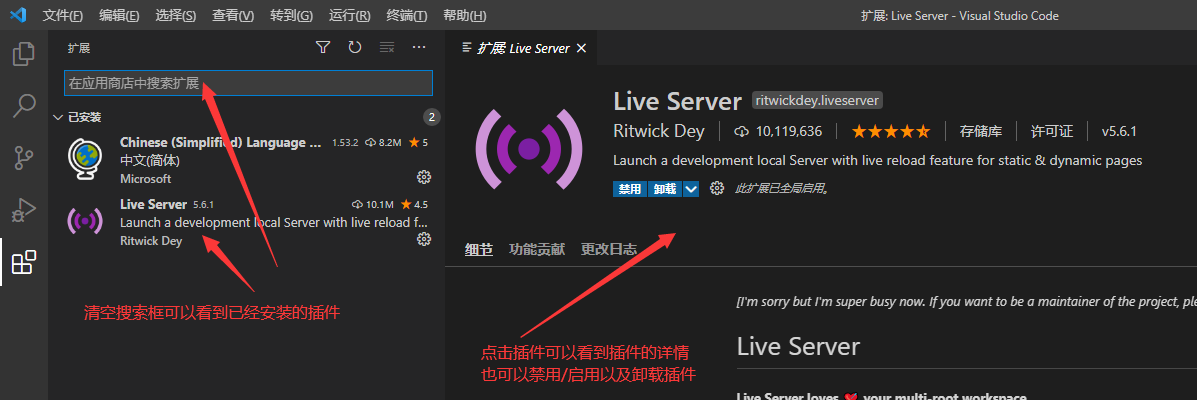 文件(F) 编辑(E) 选择(S) 查看(V) 转到(G) 运行(R) 终端(T) 帮助(H) 扩展: Live Server - Visual Studio Code
扩展
在应用商店中搜索扩展
已安装 2
Chinese (Simplified) Language ... 1.53.2 8.2M 5
中文(简体)
Microsoft
Live Server 5.6.1 10.1M 4.5
Launch a development local Server with live reload f...
Ritwick Dey
清空搜索框可以看到已经安装的插件
扩展 Live Server
Live Server ritwickdey.liveserver
Ritwick Dey 10,119,636 存储库 许可证 v5.6.1
Launch a development local Server with live reload feature for static & dynamic pages
禁用 卸载 此扩展已全局启用。
细节 功能贡献 更改日志
[I'm sorry but I'm super busy now. If you want to be a maintainer of the project, ple
点击插件可以看到插件的详情
也可以禁用/启用以及卸载插件
Live Server
Live Server loves your multi-root workspace